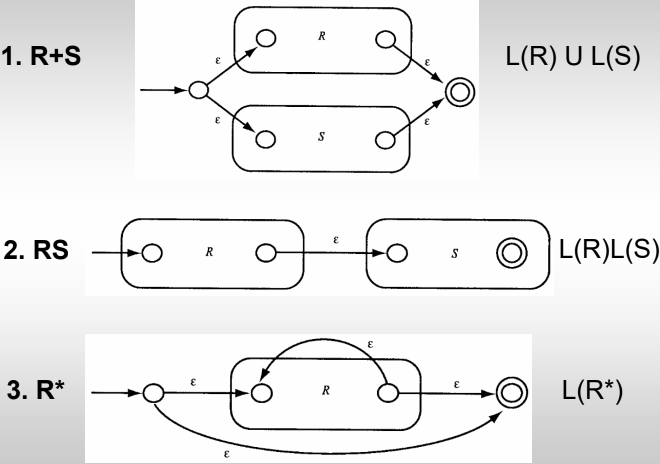 R
ε ε
1. R+S L(R) U L(S)
ε ε
S
ε
2. RS R S L(R)L(S)
ε
ε ε
3. R* R L(R*)
ε